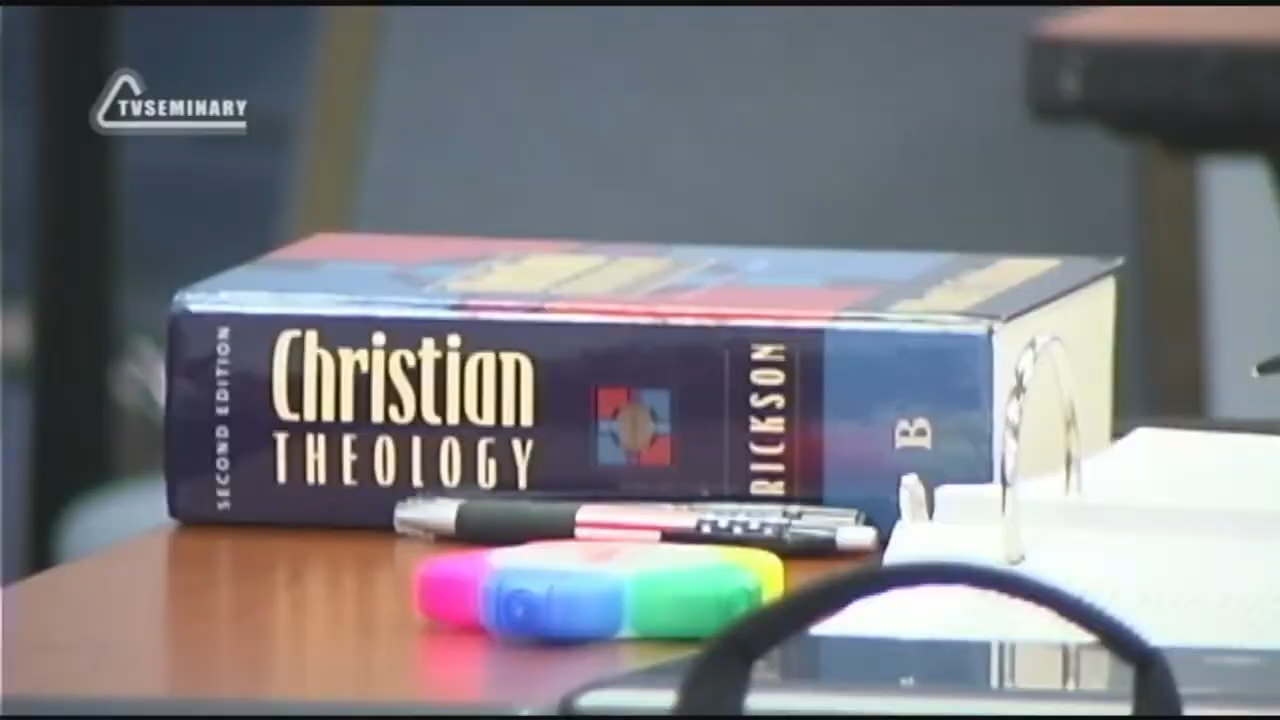 TVSEMINARY
SECOND EDITION
Christian
THEOLOGY
RICKSON
B